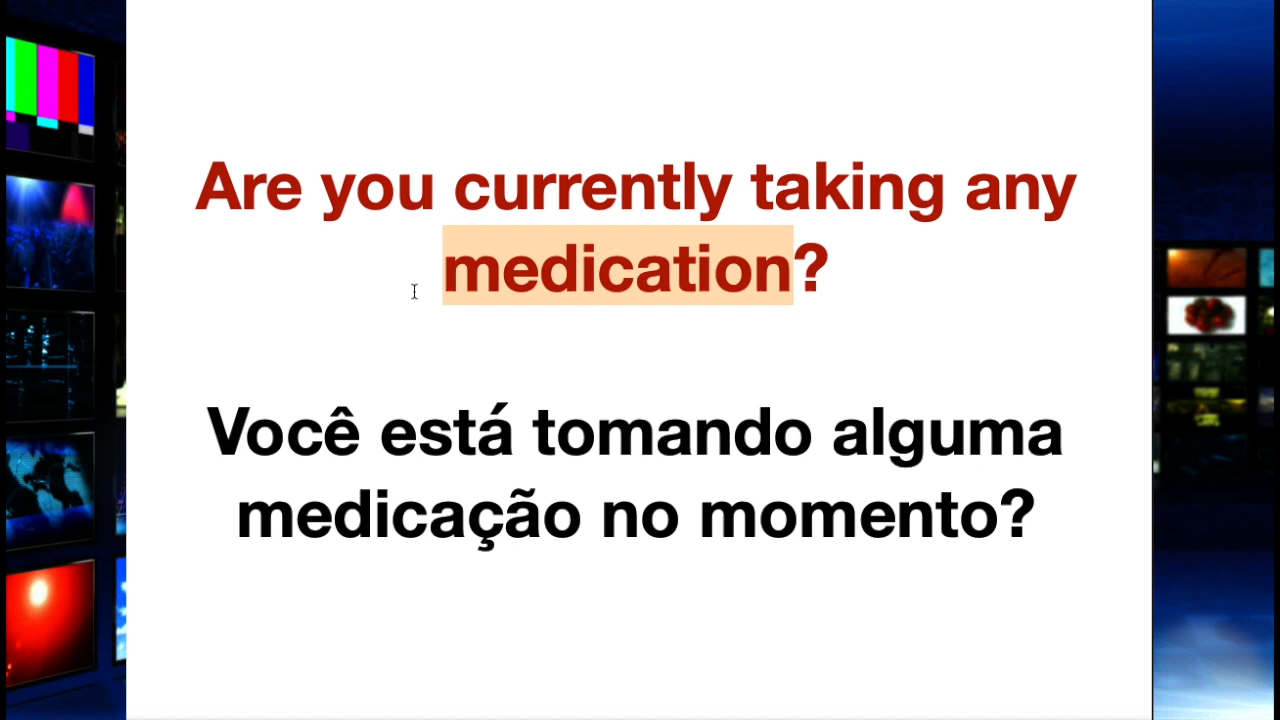 Are you currently taking any
medication?
Você está tomando alguma
medicação no momento?